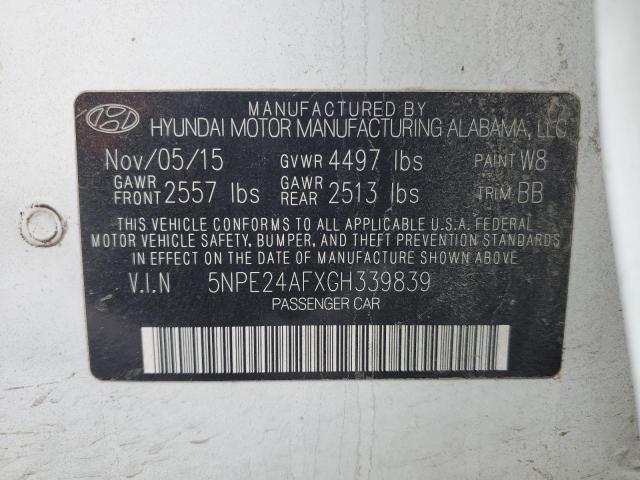 MANUFACTURED BY
HYUNDAI MOTOR MANUFACTURING ALABAMA, LLC
Nov/05/15 GVWR 4497 lbs PAINT W8
GAWR FRONT 2557 lbs GAWR REAR 2513 lbs TRIM BB
THIS VEHICLE CONFORMS TO ALL APPLICABLE U.S.A. FEDERAL
MOTOR VEHICLE SAFETY, BUMPER, AND THEFT PREVENTION STANDARDS
IN EFFECT ON THE DATE OF MANUFACTURE SHOWN ABOVE.
V.I.N 5NPE24AFXGH339839
PASSENGER CAR